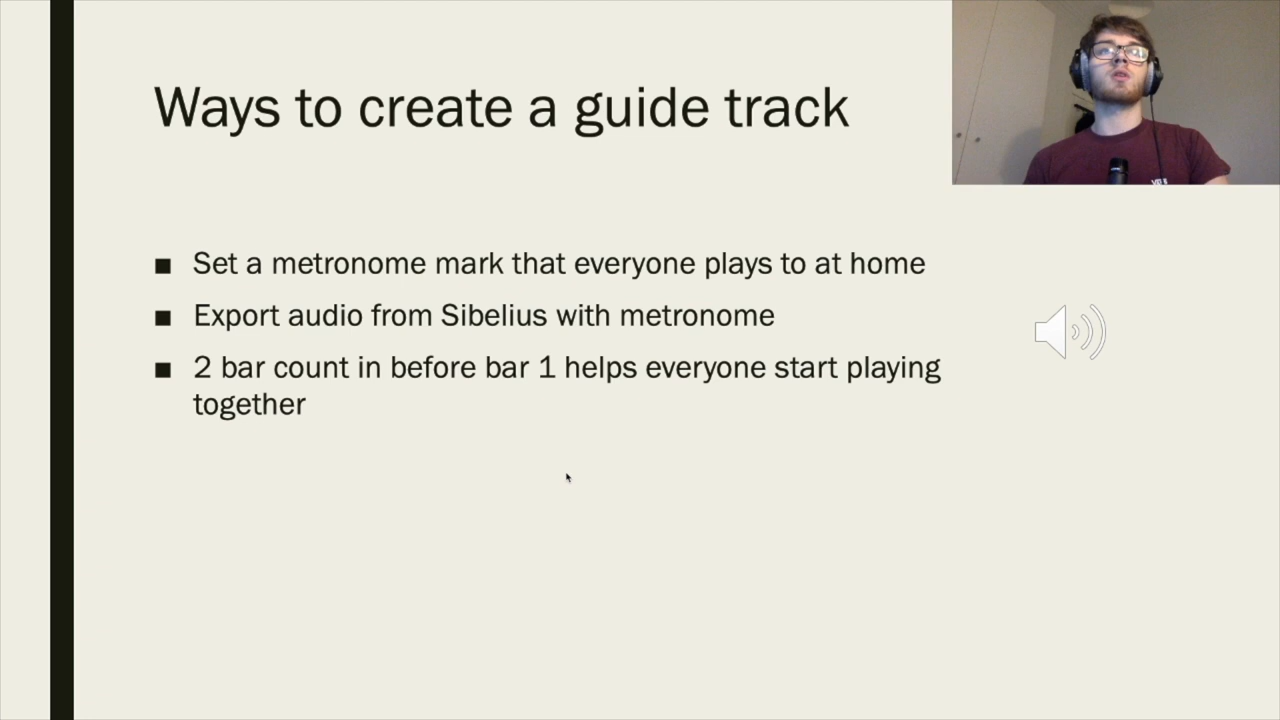 Ways to create a guide track
■ Set a metronome mark that everyone plays to at home
■ Export audio from Sibelius with metronome
■ 2 bar count in before bar 1 helps everyone start playing
together